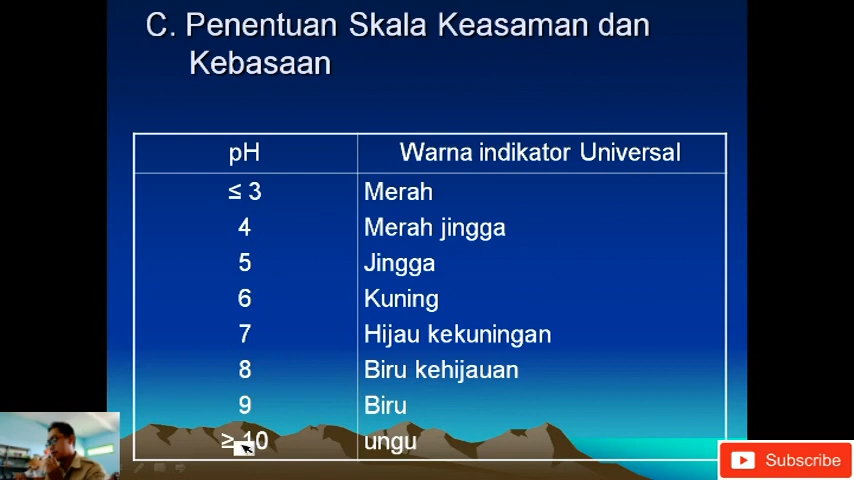 C. Penentuan Skala Keasaman dan
Kebasaan
pH Warna indikator Universal
≤ 3 Merah
4 Merah jingga
5 Jingga
6 Kuning
7 Hijau kekuningan
8 Biru kehijauan
9 Biru
≥ 10 ungu
Subscribe